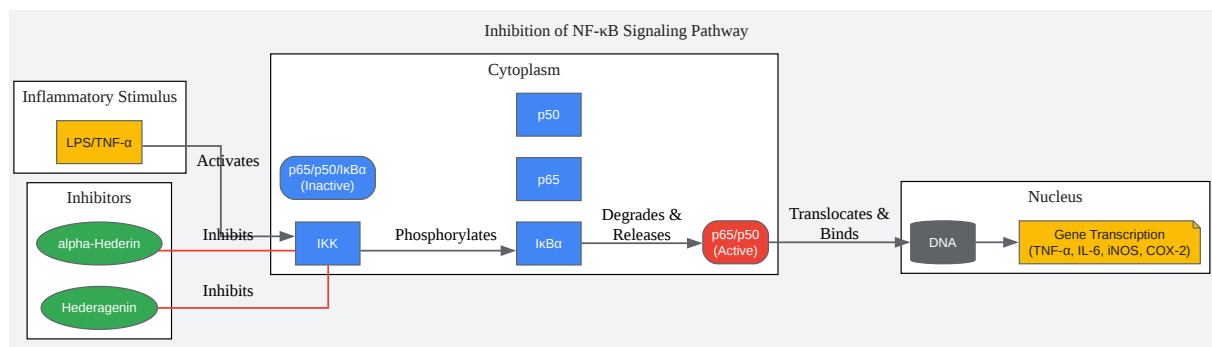 Inhibition of NF-κB Signaling Pathway
Inflammatory Stimulus
LPS/TNF-α
Activates
Inhibitors
alpha-Hederin
Inhibits
Hederagenin
Inhibits
Cytoplasm
p50
p65/p50/IκBα
(Inactive)
p65
IKK
Phosphorylates
IκBα
Degrades &
Releases
p65/p50
(Active)
Translocates &
Binds
Nucleus
DNA
Gene Transcription
(TNF-α, IL-6, iNOS, COX-2)